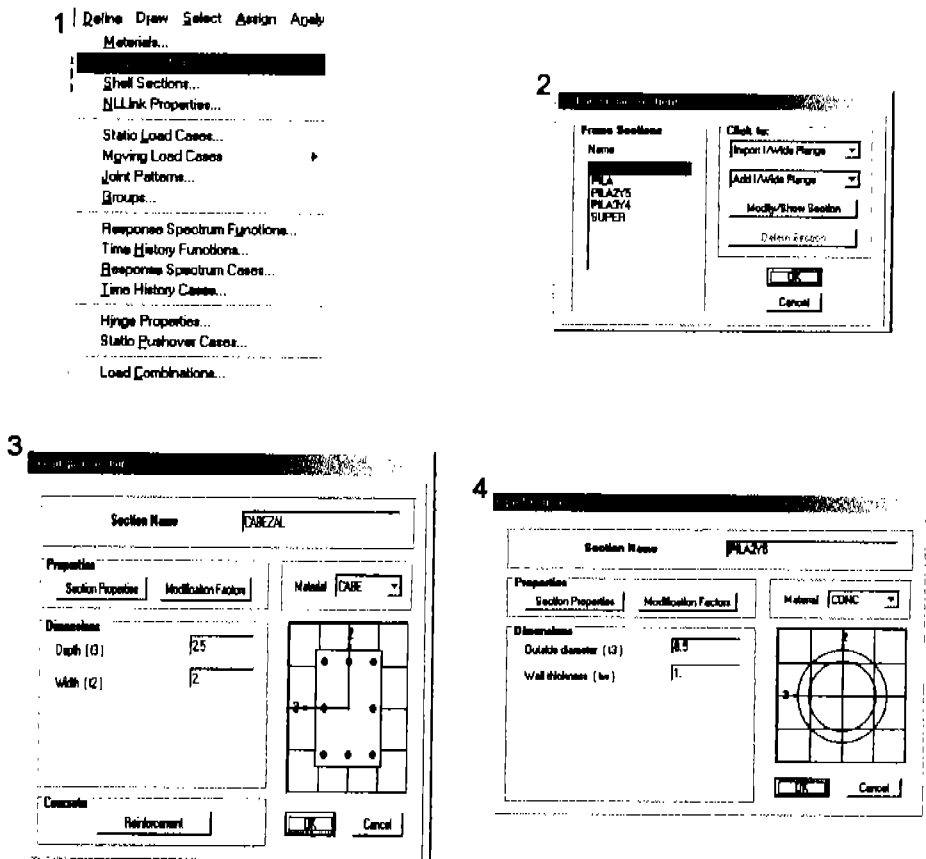 1
Define Draw Select Assign Analy
Materials...
Shell Sections...
NLLink Properties...
Static Load Cases...
Moving Load Cases
Joint Patterns...
Groups...
Response Spectrum Functions...
Time History Functions...
Response Spectrum Cases...
Time History Cases...
Hinge Properties...
Static Pushover Cases...
Load Combinations...
2
Frame Sections
Name
PILA
PILA2Y5
PILA3Y4
SUPER
Click to:
Import I/Wide Flange
Add I/Wide Flange
Modify/Show Section
Delete Section
OK
Cancel
3
Section Name CABEZAL
Properties
Section Properties Modification Factors
Material CABE
Dimensions
Depth (t3) 2.5
Width (t2) 2.
2
3
Concrete
Reinforcement
OK Cancel
4
Section Name PILA2Y5
Properties
Section Properties Modification Factors
Material CONC
Dimensions
Outside diameter (t3) 4.5
Wall thickness (tw) 1.
2
3
OK Cancel